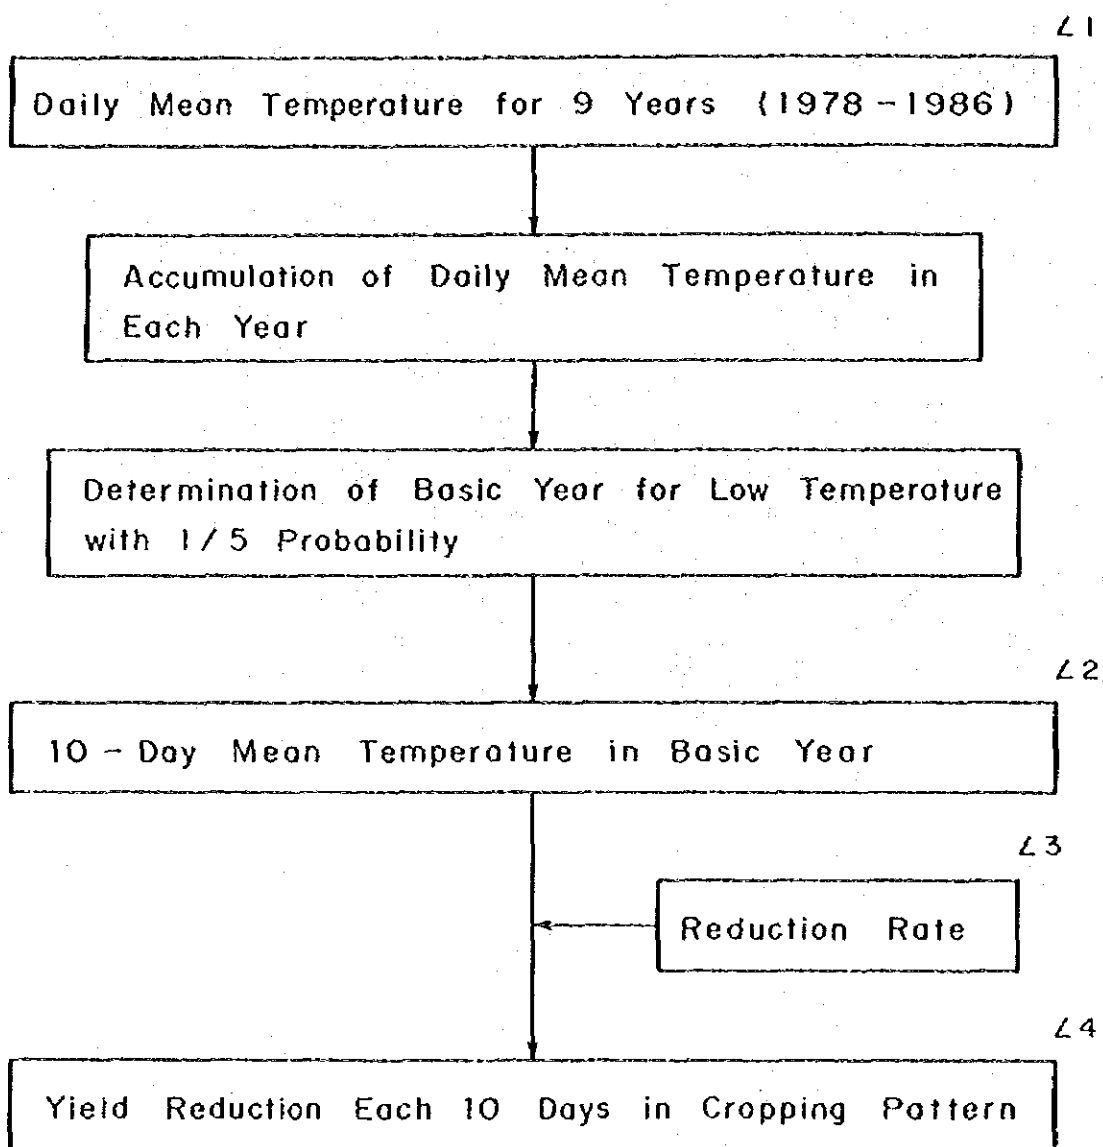 ∠1
Daily Mean Temperature for 9 Years (1978-1986)
Accumulation of Daily Mean Temperature in
Each Year
Determination of Basic Year for Low Temperature
with 1/5 Probability
∠2
10-Day Mean Temperature in Basic Year
∠3
Reduction Rate
∠4
Yield Reduction Each 10 Days in Cropping Pattern